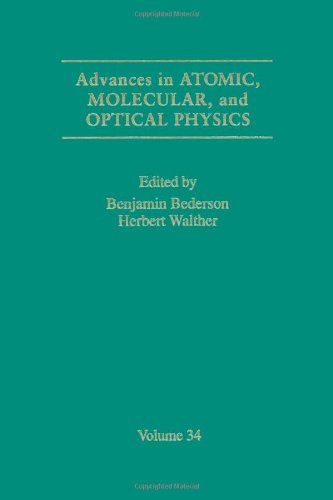 Advances in ATOMIC,
MOLECULAR, and
OPTICAL PHYSICS
Edited by
Benjamin Bederson
Herbert Walther
Volume 34